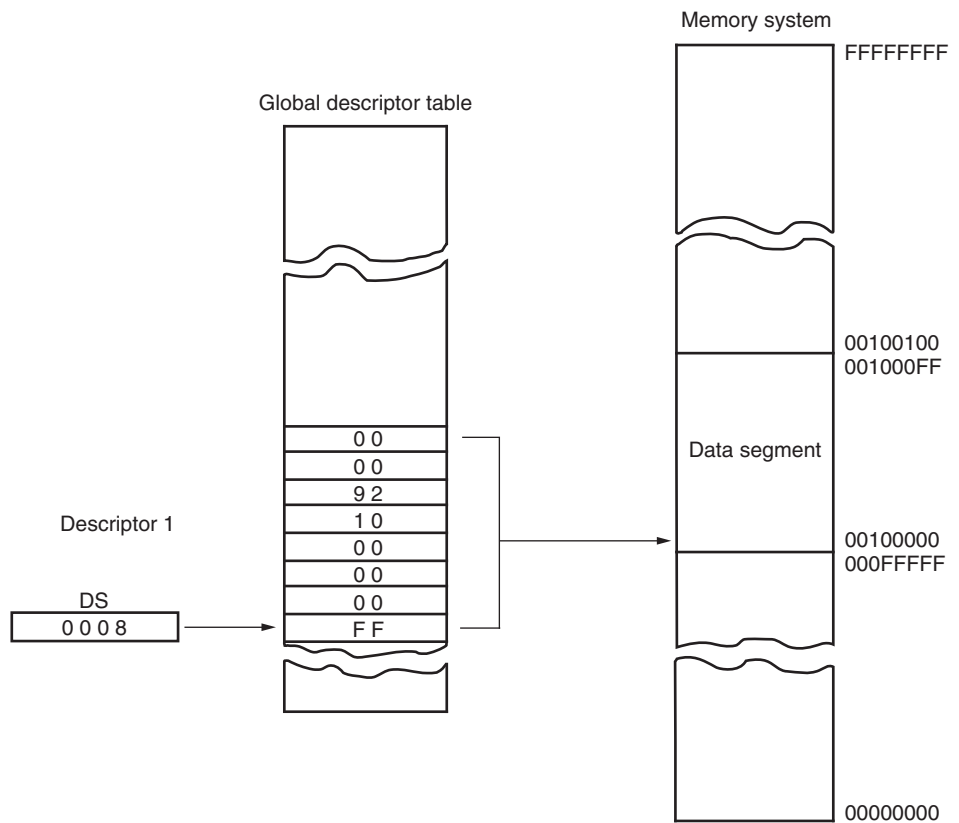 Memory system
FFFFFFFF
Global descriptor table
00100100
001000FF
Data segment
00100000
000FFFFF
00000000
0 0
0 0
9 2
1 0
0 0
0 0
0 0
F F
Descriptor 1
DS
0 0 0 8